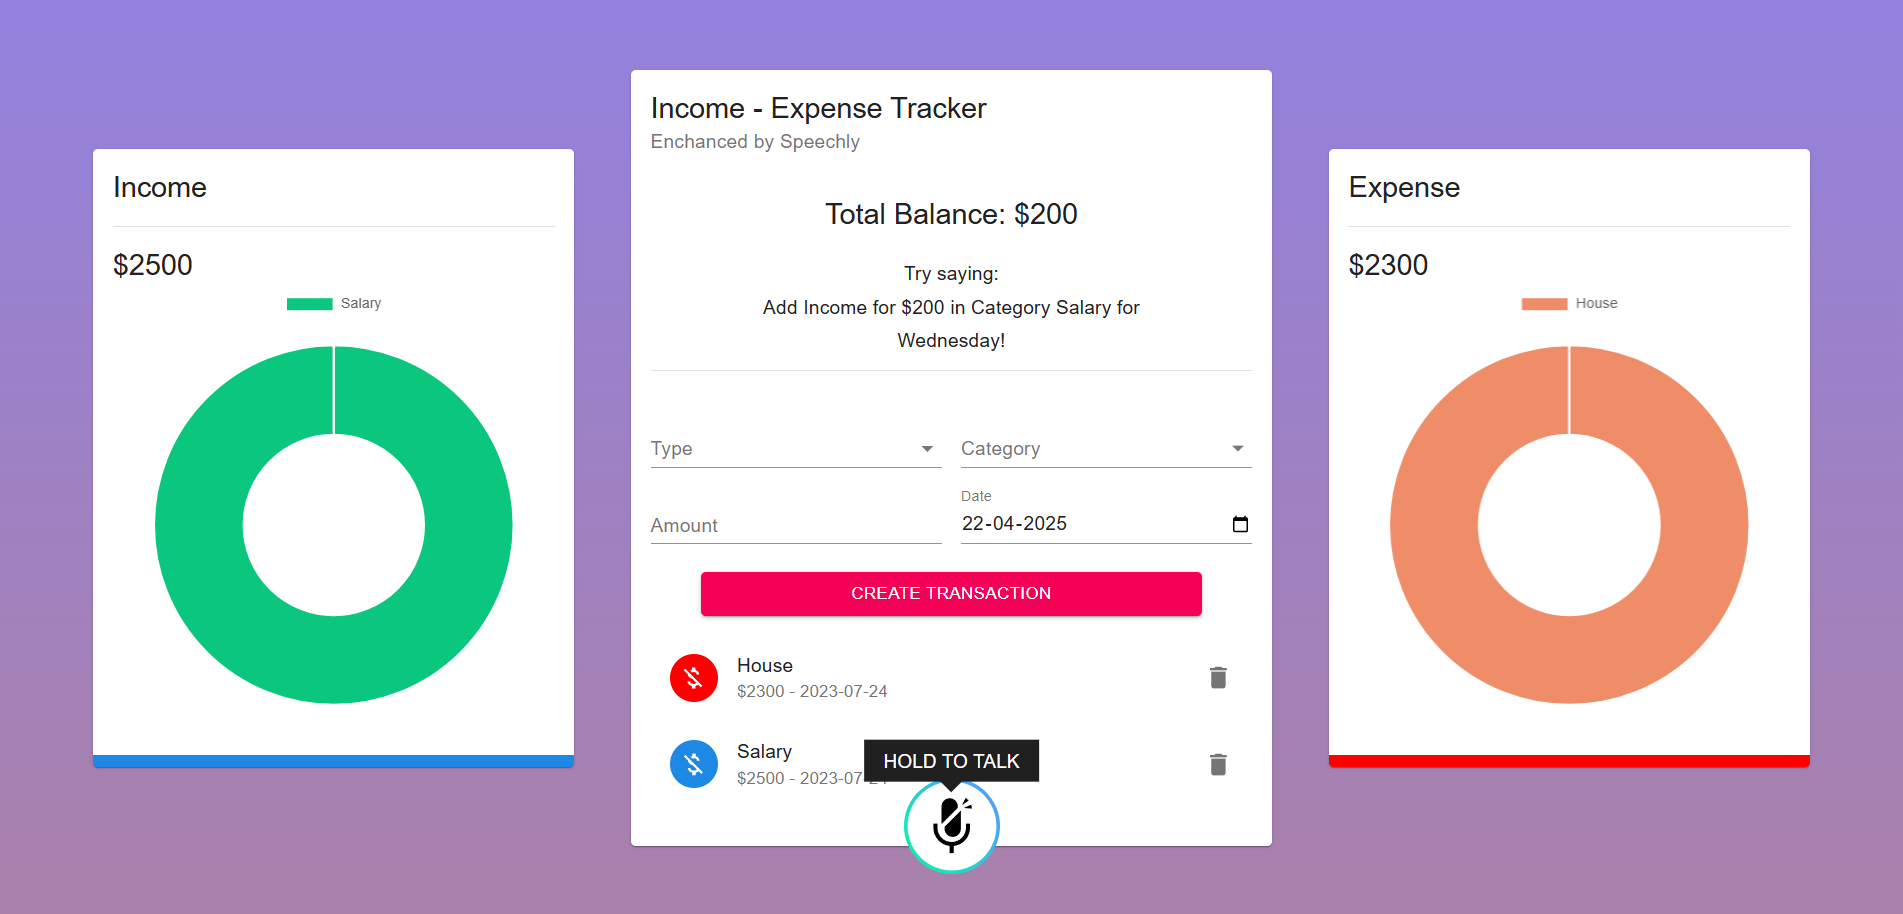 Income
$2500
Salary
Income - Expense Tracker
Enchanced by Speechly
Total Balance: $200
Try saying:
Add Income for $200 in Category Salary for
Wednesday!
Type
Category
Amount
Date
22-04-2025
CREATE TRANSACTION
House
$2300 - 2023-07-24
Salary
$2500 - 2023-07-24
HOLD TO TALK
Expense
$2300
House